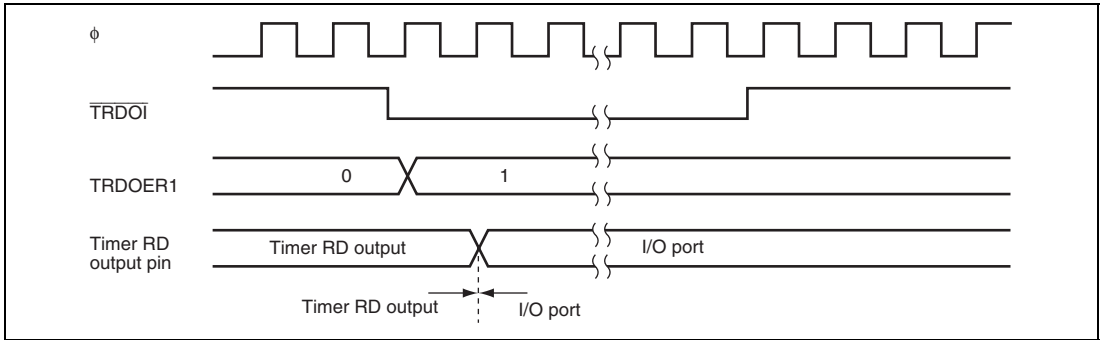 ϕ
TRDOI
TRDOER1
0
1
Timer RD
output pin
Timer RD output
I/O port
Timer RD output
I/O port